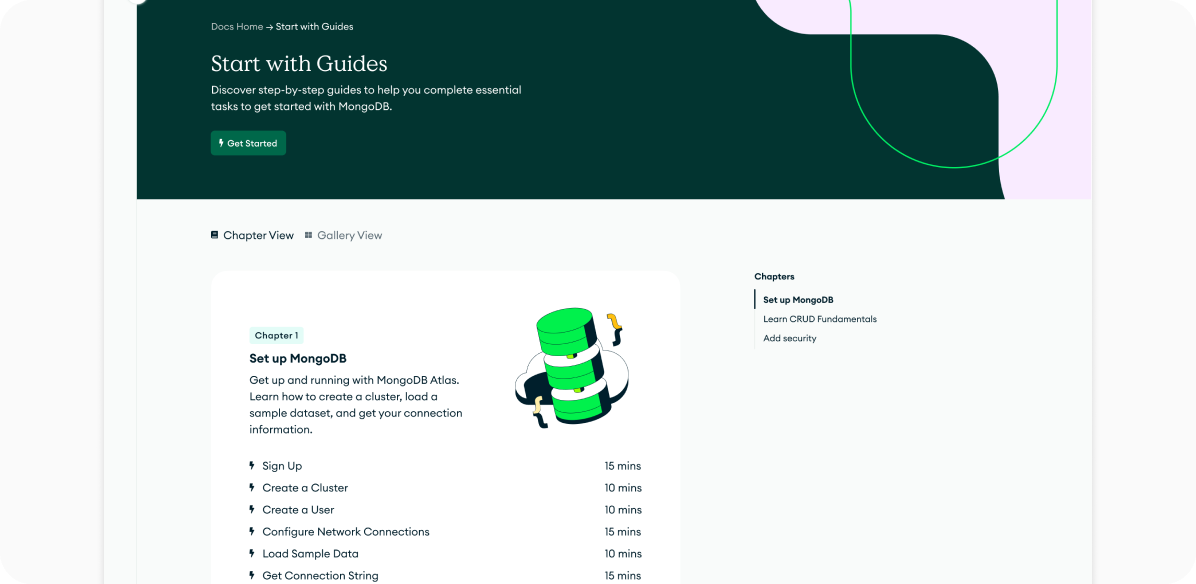 Docs Home → Start with Guides
Start with Guides
Discover step-by-step guides to help you complete essential
tasks to get started with MongoDB.
Get Started
Chapter View
Gallery View
Chapter 1
Set up MongoDB
Get up and running with MongoDB Atlas.
Learn how to create a cluster, load a
sample dataset, and get your connection
information.
Sign Up 15 mins
Create a Cluster 10 mins
Create a User 10 mins
Configure Network Connections 15 mins
Load Sample Data 10 mins
Get Connection String 15 mins
Chapters
Set up MongoDB
Learn CRUD Fundamentals
Add security